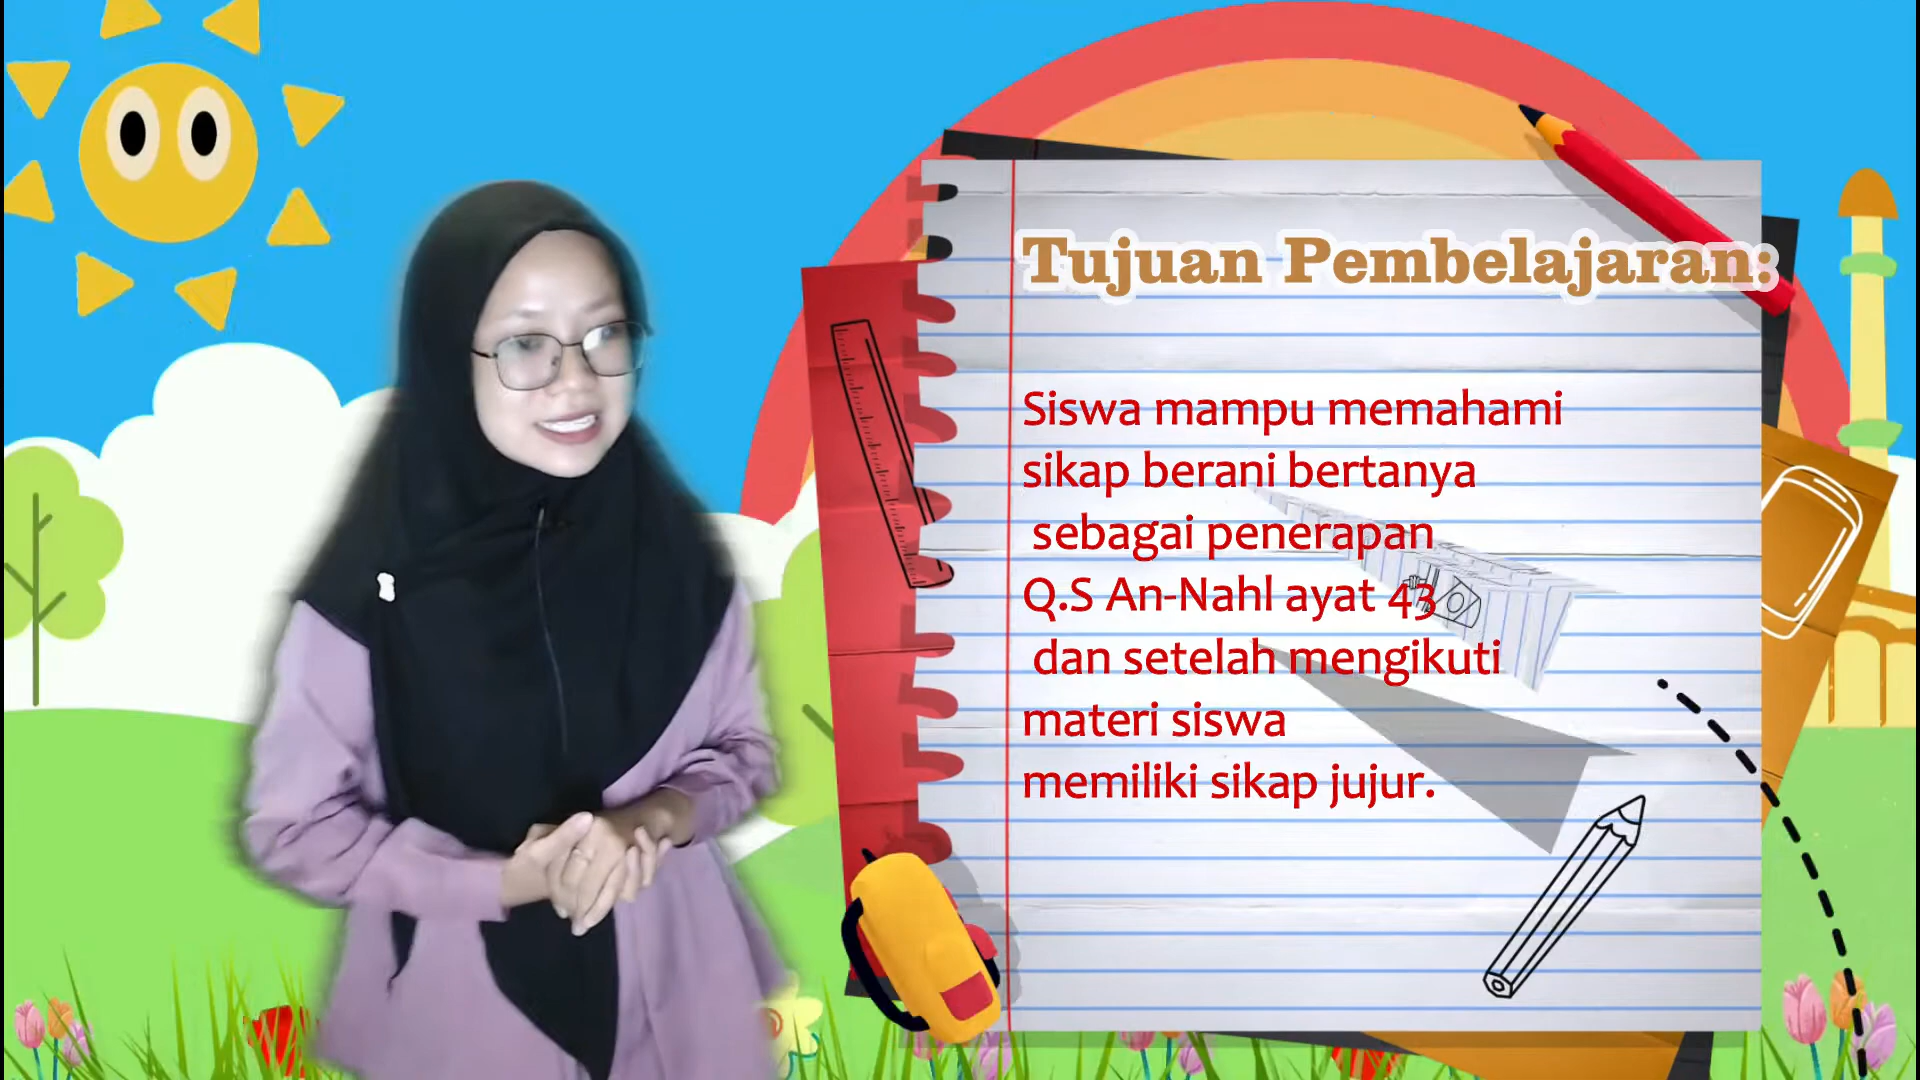 Tujuan Pembelajaran:
Siswa mampu memahami
sikap berani bertanya
sebagai penerapan
Q.S An-Nahl ayat 43
dan setelah mengikuti
materi siswa
memiliki sikap jujur.